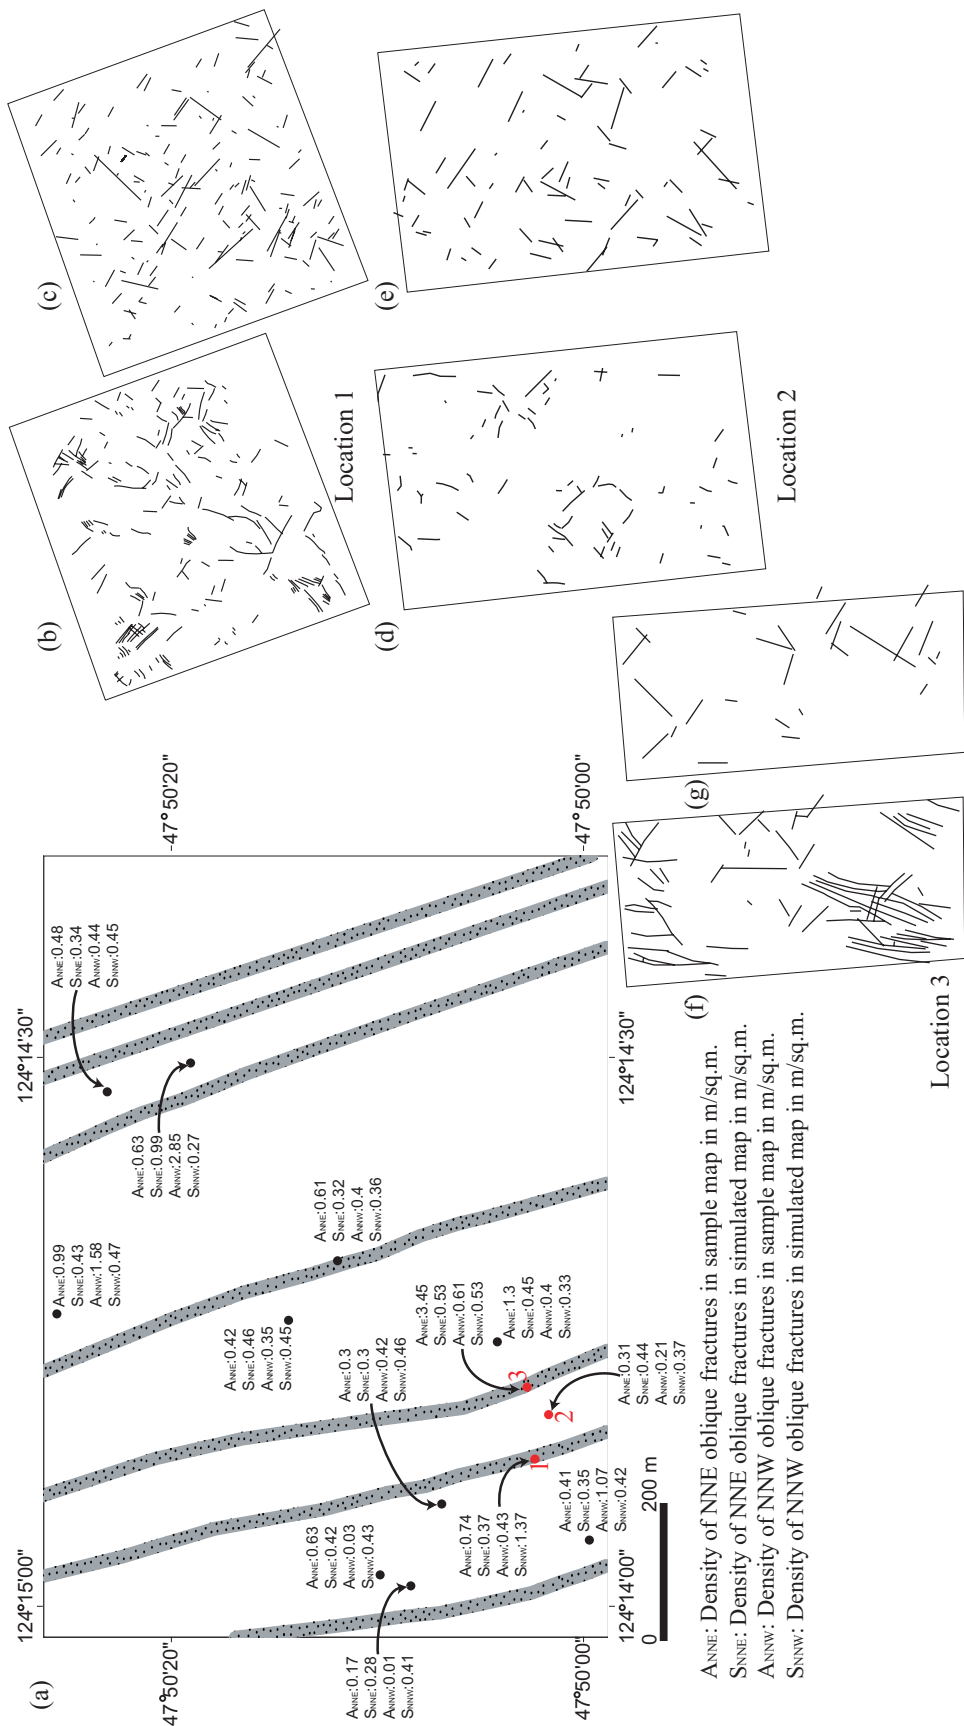 (a)
124°15'00"
124°14'30"
47°50'20"
47°50'20"
47°50'00"
47°50'00"
124°14'00"
124°14'30"
0
200 m
ANNE:0.17
SNNE:0.28
ANNW:0.01
SNNW:0.41
ANNE:0.63
SNNE:0.42
ANNW:0.03
SNNW:0.43
ANNE:0.74
SNNE:0.37
ANNW:0.43
SNNW:1.37
ANNE:0.41
SNNE:0.35
ANNW:1.07
SNNW:0.42
ANNE:0.3
SNNE:0.3
ANNW:0.42
SNNW:0.46
ANNE:0.42
SNNE:0.46
ANNW:0.35
SNNW:0.45
ANNE:0.99
SNNE:0.43
ANNW:1.58
SNNW:0.47
ANNE:0.61
SNNE:0.32
ANNW:0.4
SNNW:0.36
ANNE:3.45
SNNE:0.53
ANNW:0.61
SNNW:0.53
ANNE:1.3
SNNE:0.45
ANNW:0.4
SNNW:0.33
ANNE:0.31
SNNE:0.44
ANNW:0.21
SNNW:0.37
ANNE:0.63
SNNE:0.99
ANNW:2.85
SNNW:0.27
ANNE:0.48
SNNE:0.34
ANNW:0.44
SNNW:0.45
1
2
3
ANNE: Density of NNE oblique fractures in sample map in m/sq.m.
SNNE: Density of NNE oblique fractures in simulated map in m/sq.m.
ANNW: Density of NNW oblique fractures in sample map in m/sq.m.
SNNW: Density of NNW oblique fractures in simulated map in m/sq.m.
(b)
(c)
Location 1
(d)
(e)
Location 2
(f)
(g)
Location 3